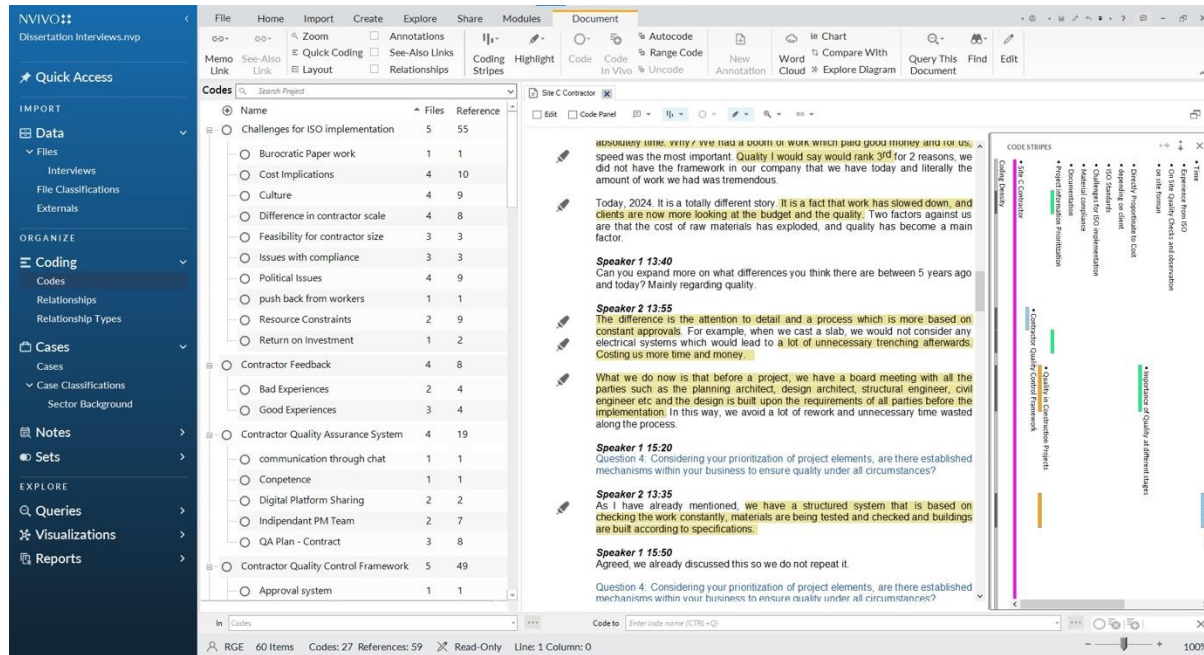 NVIVO
Dissertation Interviews.nvp
Quick Access
IMPORT
Data
Files
Interviews
File Classifications
Externals
ORGANIZE
Coding
Codes
Relationships
Relationship Types
Cases
Cases
Case Classifications
Sector Background
Notes
Sets
EXPLORE
Queries
Visualizations
Reports
File Home Import Create Explore Share Modules Document
Memo Link
See-Also Link
Zoom
Quick Coding
Layout
Annotations
See-Also Links
Relationships
Coding Stripes
Highlight
Code
Code In Vivo
Autocode
Range Code
Uncode
New Annotation
Word Cloud
Chart
Compare With
Explore Diagram
Query This Document
Find
Edit
Codes Search Project
Name Files Reference
Challenges for ISO implementation 5 55
Burocratic Paper work 1 1
Cost Implications 4 10
Culture 4 9
Difference in contractor scale 4 8
Feasibility for contractor size 3 3
Issues with compliance 3 3
Political Issues 4 9
push back from workers 1 1
Resource Constraints 2 9
Return on Investment 1 2
Contractor Feedback 4 8
Bad Experiences 2 4
Good Experiences 3 4
Contractor Quality Assurance System 4 19
communication through chat 1 1
Conpetence 1 1
Digital Platform Sharing 2 2
Indipendant PM Team 2 7
QA Plan - Contract 3 8
Contractor Quality Control Framework 5 49
Approval system 1 1
In Codes
Site C Contractor
Edit Code Panel
absolutely time. Why? We had a boom of work which paid good money and for us,
speed was the most important. Quality I would say would rank 3rd for 2 reasons, we
did not have the framework in our company that we have today and literally the
amount of work we had was tremendous.
Today, 2024. It is a totally different story. It is a fact that work has slowed down, and
clients are now more looking at the budget and the quality. Two factors against us
are that the cost of raw materials has exploded, and quality has become a main
factor.
Speaker 1 13:40
Can you expand more on what differences you think there are between 5 years ago
and today? Mainly regarding quality.
Speaker 2 13:55
The difference is the attention to detail and a process which is more based on
constant approvals. For example, when we cast a slab, we would not consider any
electrical systems which would lead to a lot of unnecessary trenching afterwards.
Costing us more time and money.
What we do now is that before a project, we have a board meeting with all the
parties such as the planning architect, design architect, structural engineer, civil
engineer etc and the design is built upon the requirements of all parties before the
implementation. In this way, we avoid a lot of rework and unnecessary time wasted
along the process.
Speaker 1 15:20
Question 4: Considering your prioritization of project elements, are there established
mechanisms within your business to ensure quality under all circumstances?
Speaker 2 13:35
As I have already mentioned, we have a structured system that is based on
checking the work constantly, materials are being tested and checked and buildings
are built according to specifications.
Speaker 1 15:50
Agreed, we already discussed this so we do not repeat it.
Question 4: Considering your prioritization of project elements, are there established
mechanisms within your business to ensure quality under all circumstances?
CODE STRIPES
Time
Experience from ISO
On Site Quality Checks and observation
on site forman
Directly Proportinate to Cost
depending on client
ISO Standards
Challenges for ISO implementation
Material compliance
Documentation
Project information Prioritization
Site C Contractor
Coding Density
Contractor Quality Control Framework
Quality in Construction Projects
Importance of Quality at different stages
Code to Enter code name (CTRL+Q)
RGE 60 Items Codes: 27 References: 59 Read-Only Line: 1 Column: 0
100%